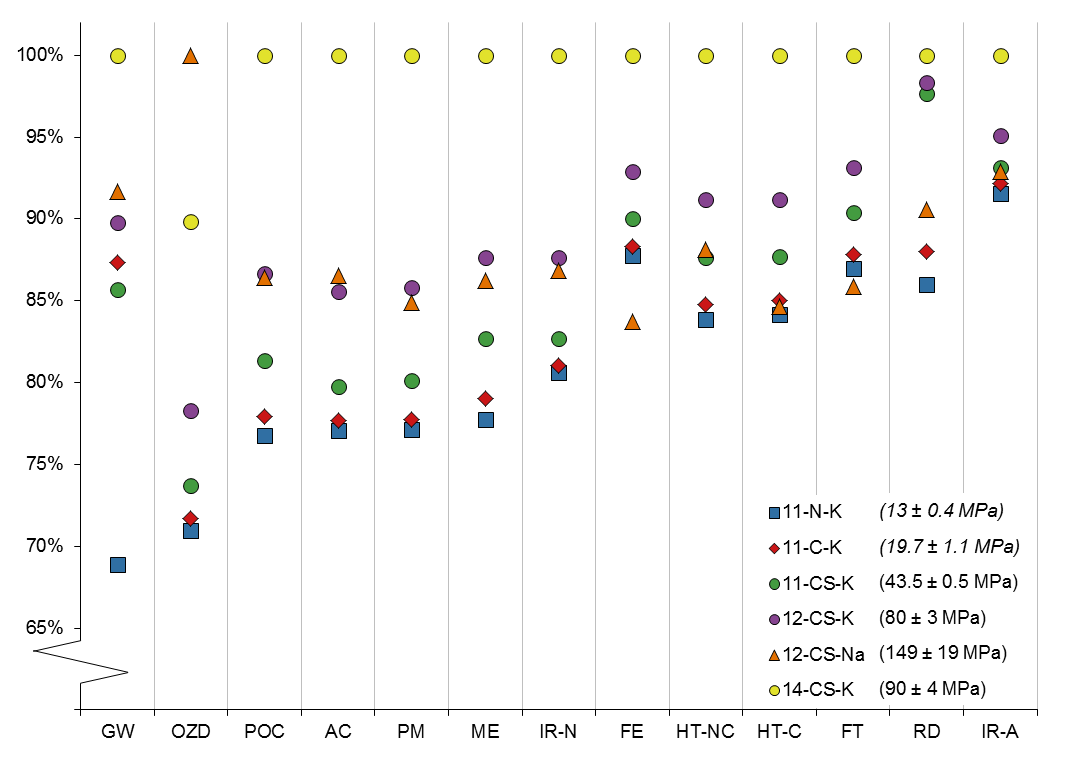 100%
95%
90%
85%
80%
75%
70%
65%
11-N-K (13 ± 0.4 MPa)
11-C-K (19.7 ± 1.1 MPa)
11-CS-K (43.5 ± 0.5 MPa)
12-CS-K (80 ± 3 MPa)
12-CS-Na (149 ± 19 MPa)
14-CS-K (90 ± 4 MPa)
GW OZD POC AC PM ME IR-N FE HT-NC HT-C FT RD IR-A